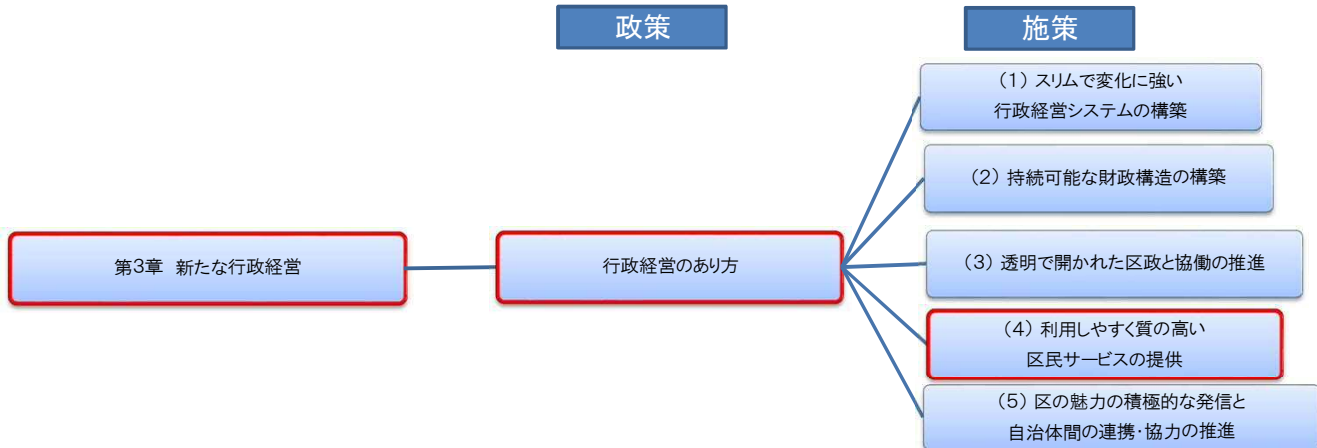 政策
施策
第3章 新たな行政経営
行政経営のあり方
(1) スリムで変化に強い
行政経営システムの構築
(2) 持続可能な財政構造の構築
(3) 透明で開かれた区政と協働の推進
(4) 利用しやすく質の高い
区民サービスの提供
(5) 区の魅力の積極的な発信と
自治体間の連携・協力の推進